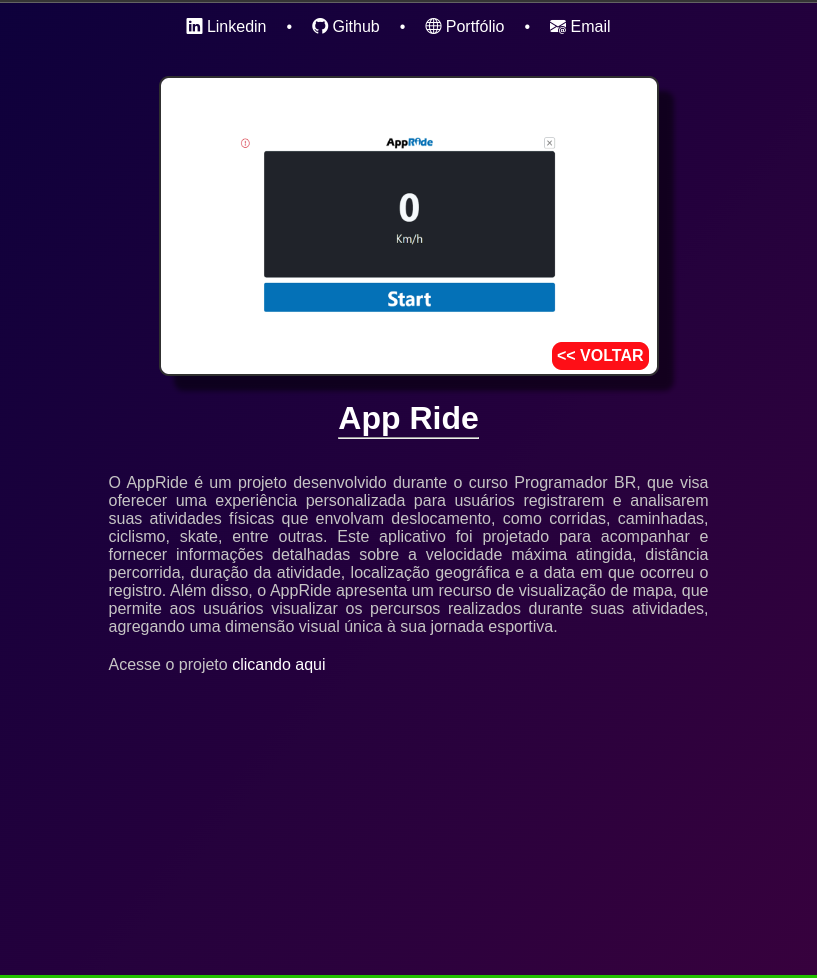 Linkedin • Github • Portfólio • Email
AppRide
0
Km/h
Start
<< VOLTAR
App Ride
O AppRide é um projeto desenvolvido durante o curso Programador BR, que visa
oferecer uma experiência personalizada para usuários registrarem e analisarem
suas atividades físicas que envolvam deslocamento, como corridas, caminhadas,
ciclismo, skate, entre outras. Este aplicativo foi projetado para acompanhar e
fornecer informações detalhadas sobre a velocidade máxima atingida, distância
percorrida, duração da atividade, localização geográfica e a data em que ocorreu o
registro. Além disso, o AppRide apresenta um recurso de visualização de mapa, que
permite aos usuários visualizar os percursos realizados durante suas atividades,
agregando uma dimensão visual única à sua jornada esportiva.
Acesse o projeto clicando aqui